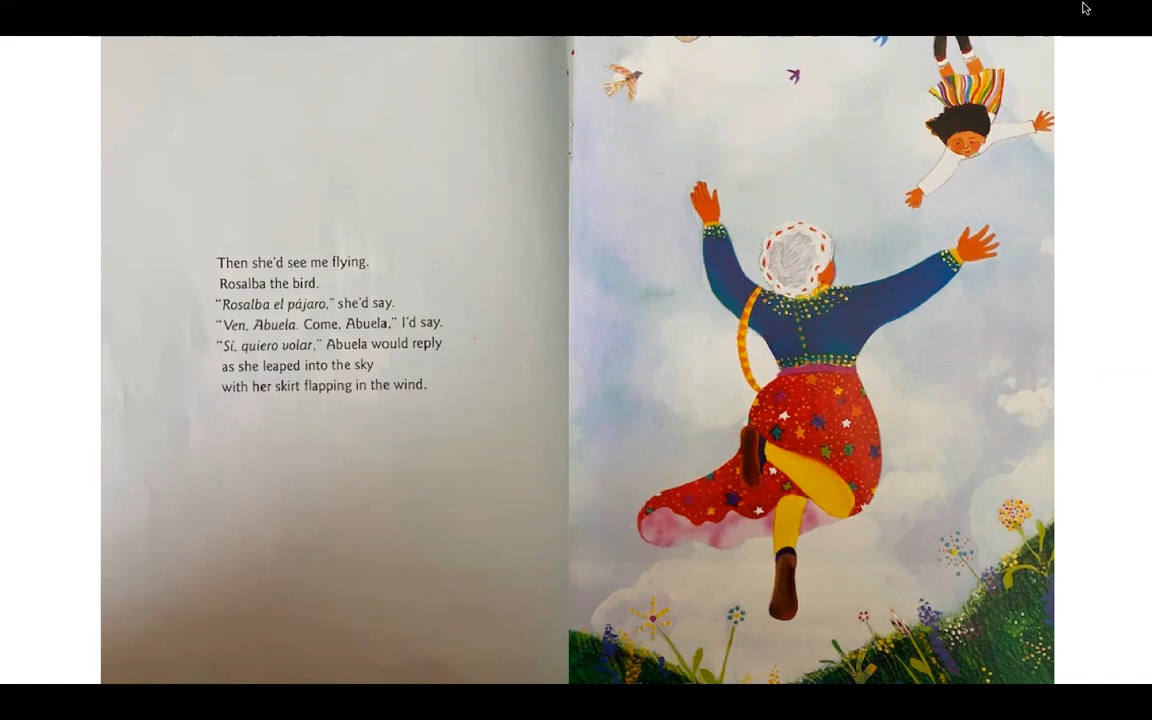 Then she'd see me flying.
Rosalba the bird.
"Rosalba el pájaro," she'd say.
"Ven, Abuela. Come, Abuela," I'd say.
"Sí, quiero volar," Abuela would reply
as she leaped into the sky
with her skirt flapping in the wind.